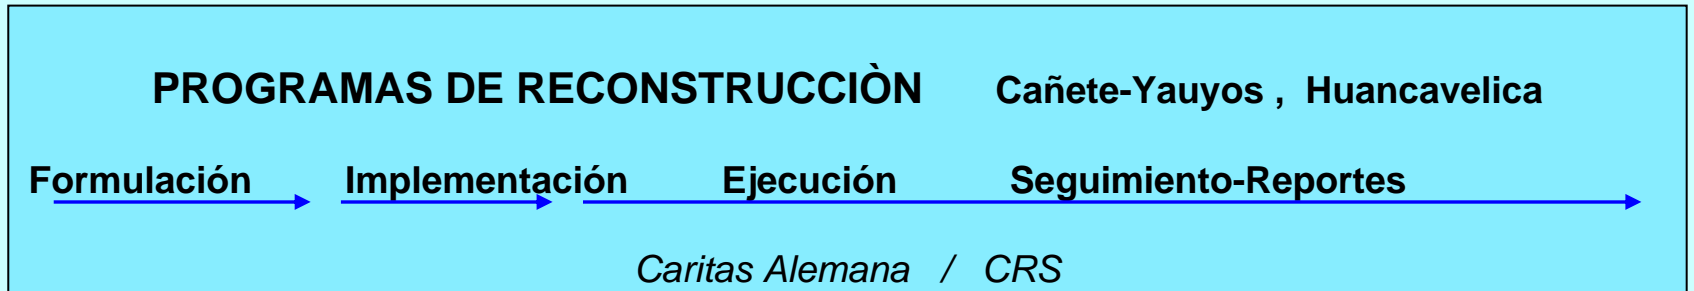 PROGRAMAS DE RECONSTRUCCIÒN Cañete-Yauyos , Huancavelica
Formulación Implementación Ejecución Seguimiento-Reportes
Caritas Alemana / CRS